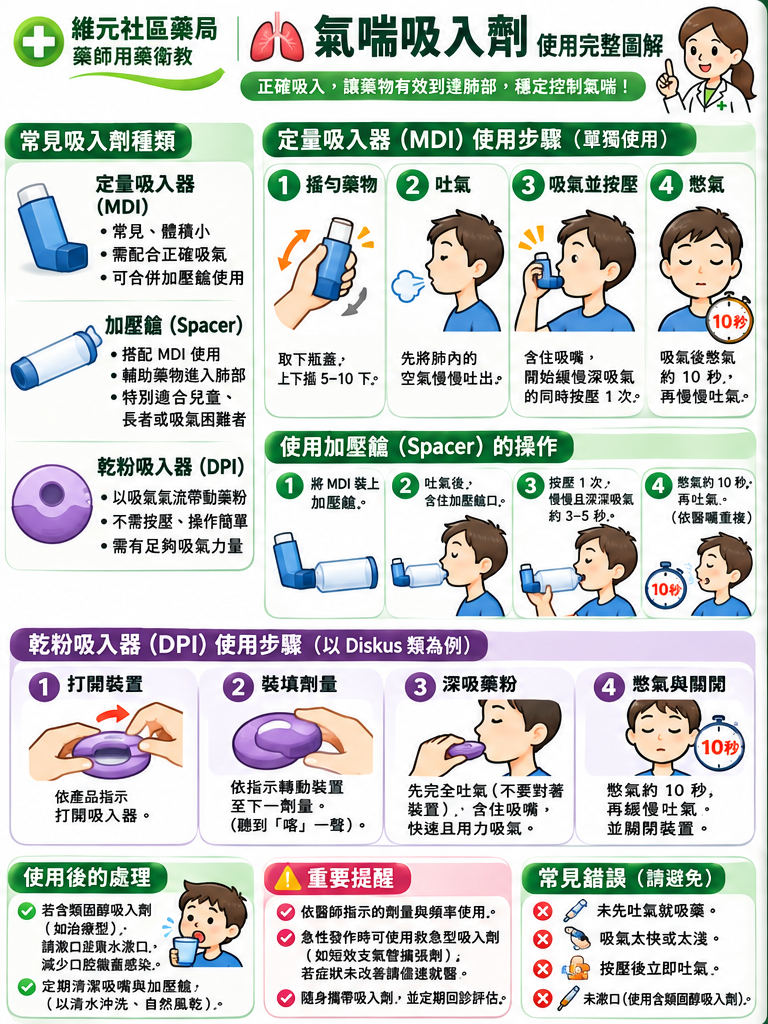 維元社區藥局
藥師用藥衛教
氣喘吸入劑 使用完整圖解
正確吸入，讓藥物有效到達肺部，穩定控制氣喘！
常見吸入劑種類
定量吸入器
(MDI)
• 常見、體積小
• 需配合正確吸氣
• 可合併加壓艙使用
加壓艙 (Spacer)
• 搭配 MDI 使用
• 輔助藥物進入肺部
• 特別適合兒童、
長者或吸氣困難者
乾粉吸入器 (DPI)
• 以吸氣氣流帶動藥粉
• 不需按壓、操作簡單
• 需有足夠吸氣力量
定量吸入器 (MDI) 使用步驟（單獨使用）
1 搖勻藥物
取下瓶蓋，
上下搖 5–10 下。
2 吐氣
先將肺內的
空氣慢慢吐出。
3 吸氣並按壓
含住吸嘴，
開始緩慢深吸氣
的同時按壓 1 次。
4 憋氣
10秒
吸氣後憋氣
約 10 秒，
再慢慢吐氣。
使用加壓艙 (Spacer) 的操作
1 將 MDI 裝上
加壓艙。
2 吐氣後，
含住加壓艙口。
3 按壓 1 次，
慢慢且深深吸氣
約 3–5 秒。
4 憋氣約 10 秒，
再吐氣。
（依醫囑重複）
10秒
乾粉吸入器 (DPI) 使用步驟（以 Diskus 類為例）
1 打開裝置
依產品指示
打開吸入器。
2 裝填劑量
依指示轉動裝置
至下一劑量。
（聽到「喀」一聲）
3 深吸藥粉
先完全吐氣（不要對著
裝置），含住吸嘴，
快速且用力吸氣。
4 憋氣與關閉
10秒
憋氣約 10 秒，
再緩慢吐氣。
並關閉裝置。
使用後的處理
若含類固醇吸入劑
（如治療型），
請漱口並漱水漱口，
減少口腔黴菌感染。
定期清潔吸嘴與加壓艙，
（以清水沖洗、自然風乾）。
重要提醒
依醫師指示的劑量與頻率使用。
急性發作時可使用救急型吸入劑
（如短效支氣管擴張劑），
若症狀未改善請儘速就醫。
隨身攜帶吸入劑，並定期回診評估。
常見錯誤（請避免）
未先吐氣就吸藥。
吸氣太快或太淺。
按壓後立即吐氣。
未漱口（使用含類固醇吸入劑）。